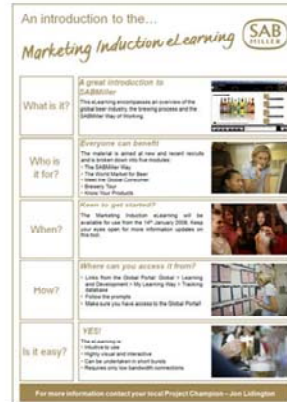 An introduction to the...
Marketing Induction eLearning
SAB
MILLER
What is it?
A great introduction to
SABMiller
This eLearning encompasses an overview of the
global beer industry, the brewing process and the
SABMiller Way of Working.
Who is
it for?
Everyone can benefit
The material is aimed at new and recent recruits
and is broken down into five modules:
• The SABMiller Way
• The World Market for Beer
• Meet the Global Consumer
• Brewery Tour
• Know Your Products
When?
Keen to get started?
The Marketing Induction eLearning will be
available for use from the 14th January 2008. Keep
your eyes open for more information updates on
this tool.
How?
Where can you access it from?
• Links from the Global Portal: Global > Learning
and Development > My Learning Way > Tracking
database
• Follow the prompts
• Make sure you have access to the Global Portal!
Is it easy?
YES!
The eLearning is:
• Intuitive to use
• Highly visual and interactive
• Can be undertaken in short bursts
• Requires only low bandwidth connections
For more information contact your local Project Champion – Jon Lidington